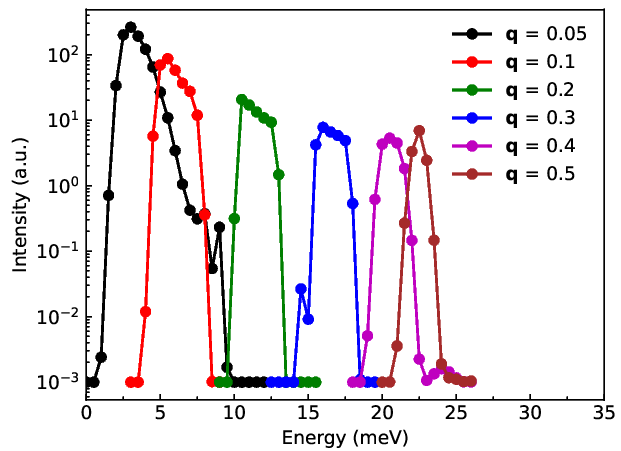 10²
10¹
10⁰
10⁻¹
10⁻²
10⁻³
Intensity (a.u.)
q = 0.05
q = 0.1
q = 0.2
q = 0.3
q = 0.4
q = 0.5
0 5 10 15 20 25 30 35
Energy (meV)